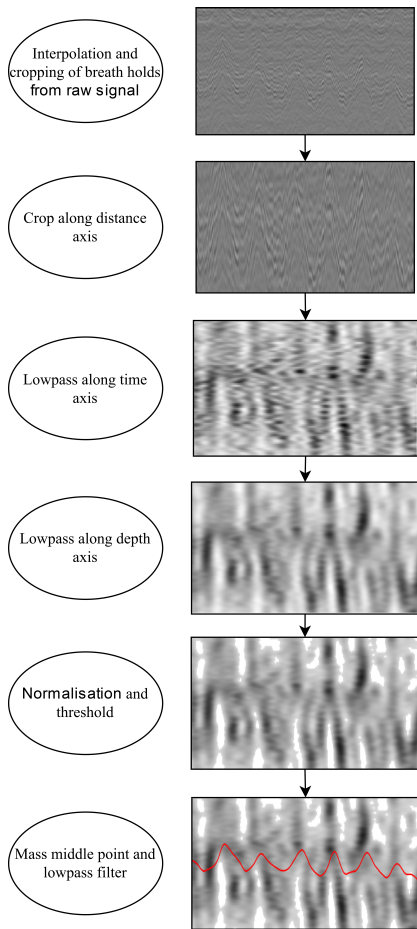 Interpolation and
cropping of breath holds
from raw signal
Crop along distance
axis
Lowpass along time
axis
Lowpass along depth
axis
Normalisation and
threshold
Mass middle point and
lowpass filter